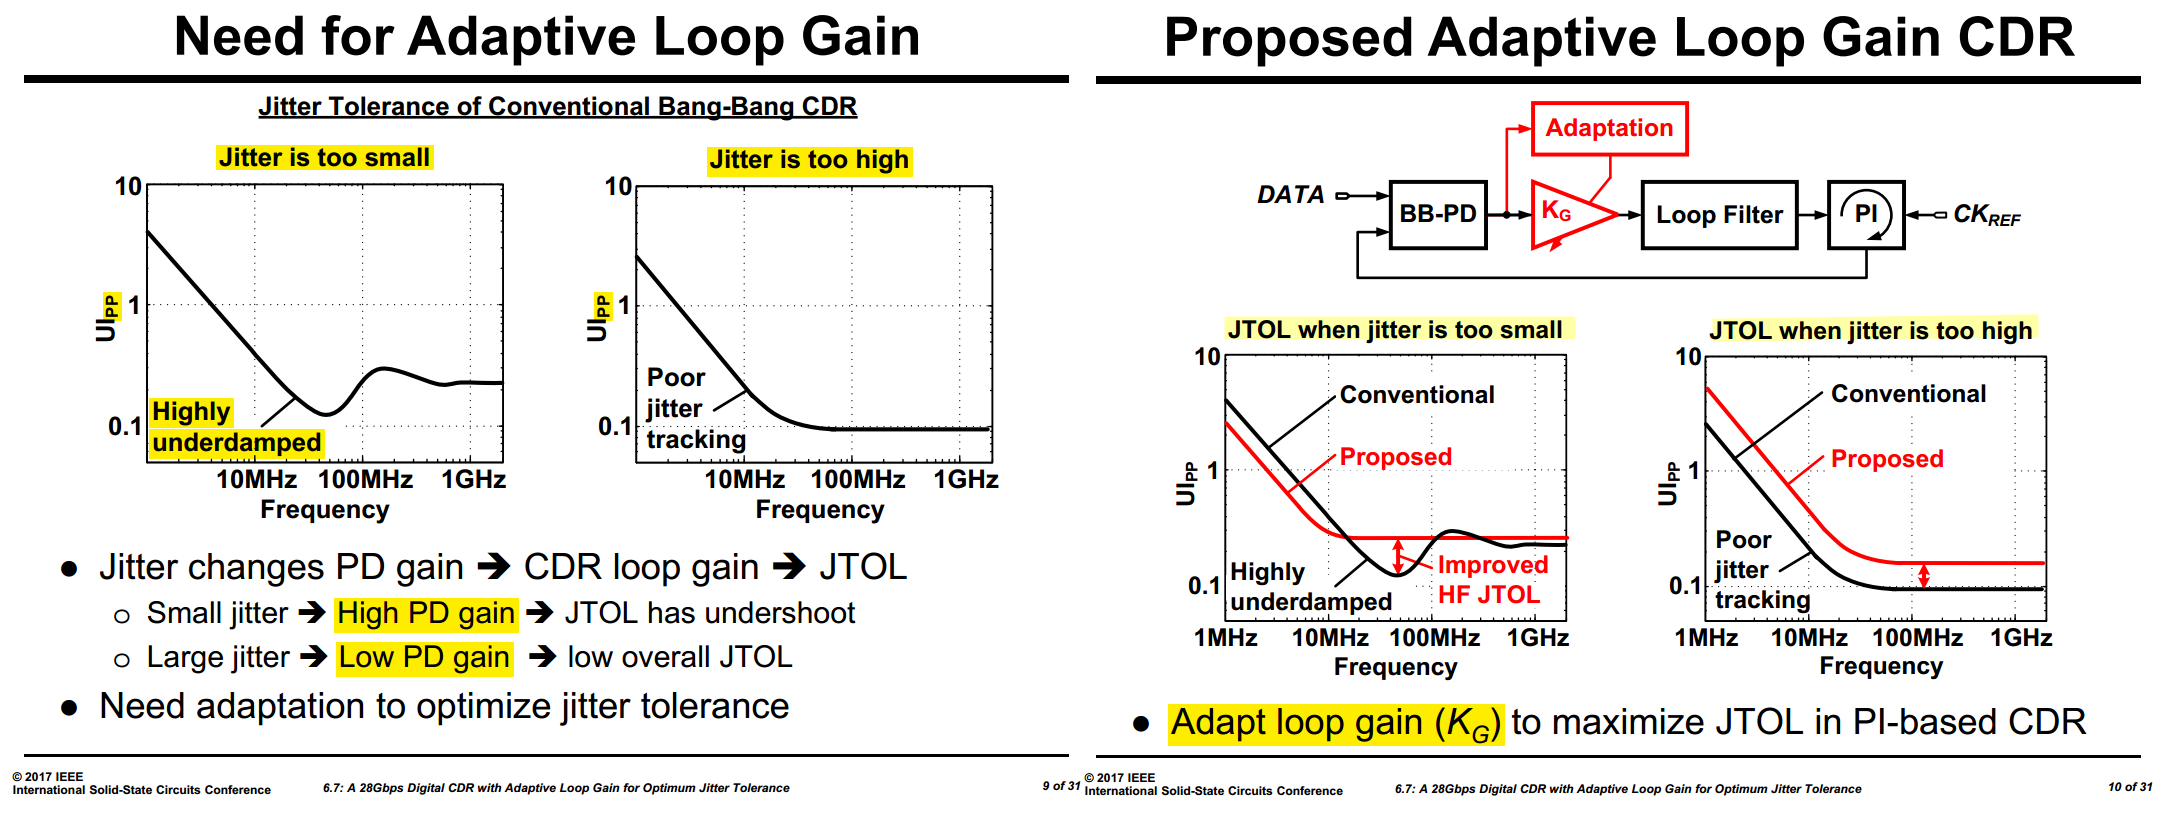 Need for Adaptive Loop Gain
Jitter Tolerance of Conventional Bang-Bang CDR
Jitter is too small
10
1
0.1
UIPP
Highly
underdamped
10MHz 100MHz 1GHz
Frequency
Jitter is too high
10
1
0.1
UIPP
Poor
jitter
tracking
10MHz 100MHz 1GHz
Frequency
● Jitter changes PD gain ➔ CDR loop gain ➔ JTOL
o Small jitter ➔ High PD gain ➔ JTOL has undershoot
o Large jitter ➔ Low PD gain ➔ low overall JTOL
● Need adaptation to optimize jitter tolerance
© 2017 IEEE
International Solid-State Circuits Conference
6.7: A 28Gbps Digital CDR with Adaptive Loop Gain for Optimum Jitter Tolerance
9 of 31
Proposed Adaptive Loop Gain CDR
Adaptation
DATA
BB-PD
KG
Loop Filter
PI
CKREF
JTOL when jitter is too small
10
1
0.1
UIPP
Conventional
Proposed
Highly
underdamped
Improved
HF JTOL
1MHz 10MHz 100MHz 1GHz
Frequency
JTOL when jitter is too high
10
1
0.1
UIPP
Conventional
Proposed
Poor
jitter
tracking
1MHz 10MHz 100MHz 1GHz
Frequency
● Adapt loop gain (KG) to maximize JTOL in PI-based CDR
© 2017 IEEE
International Solid-State Circuits Conference
6.7: A 28Gbps Digital CDR with Adaptive Loop Gain for Optimum Jitter Tolerance
10 of 31